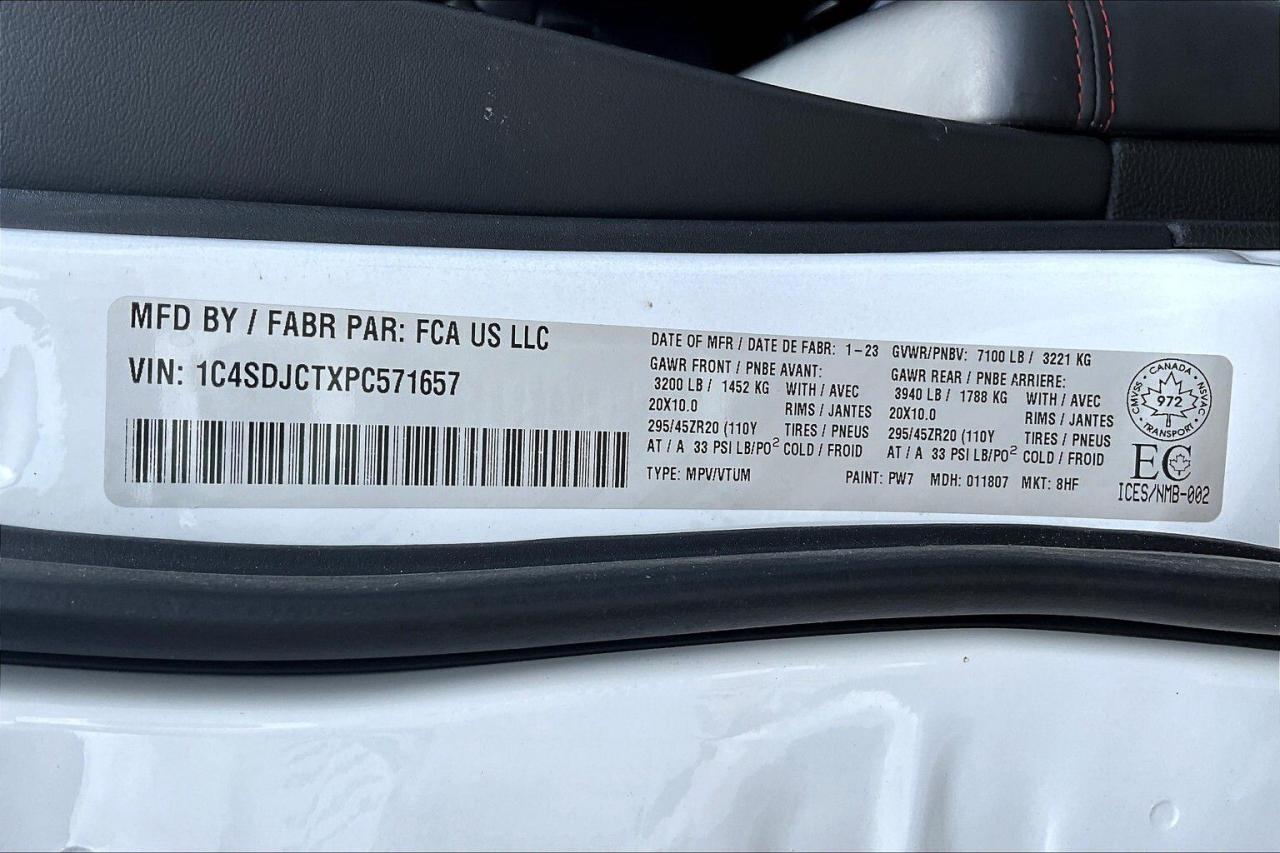 MFD BY / FABR PAR: FCA US LLC
VIN: 1C4SDJCTXPC571657
DATE OF MFR / DATE DE FABR: 1-23 GVWR/PNBV: 7100 LB / 3221 KG
GAWR FRONT / PNBE AVANT:
3200 LB / 1452 KG WITH / AVEC
20X10.0 RIMS / JANTES
295/45ZR20 (110Y TIRES / PNEUS
AT / A 33 PSI LB/PO² COLD / FROID
GAWR REAR / PNBE ARRIERE:
3940 LB / 1788 KG WITH / AVEC
20X10.0 RIMS / JANTES
295/45ZR20 (110Y TIRES / PNEUS
AT / A 33 PSI LB/PO² COLD / FROID
TYPE: MPV/VTUM PAINT: PW7 MDH: 011807 MKT: 8HF
CANADA
CMVSS 972 NSVAC
TRANSPORT
EC
ICES/NMB-002